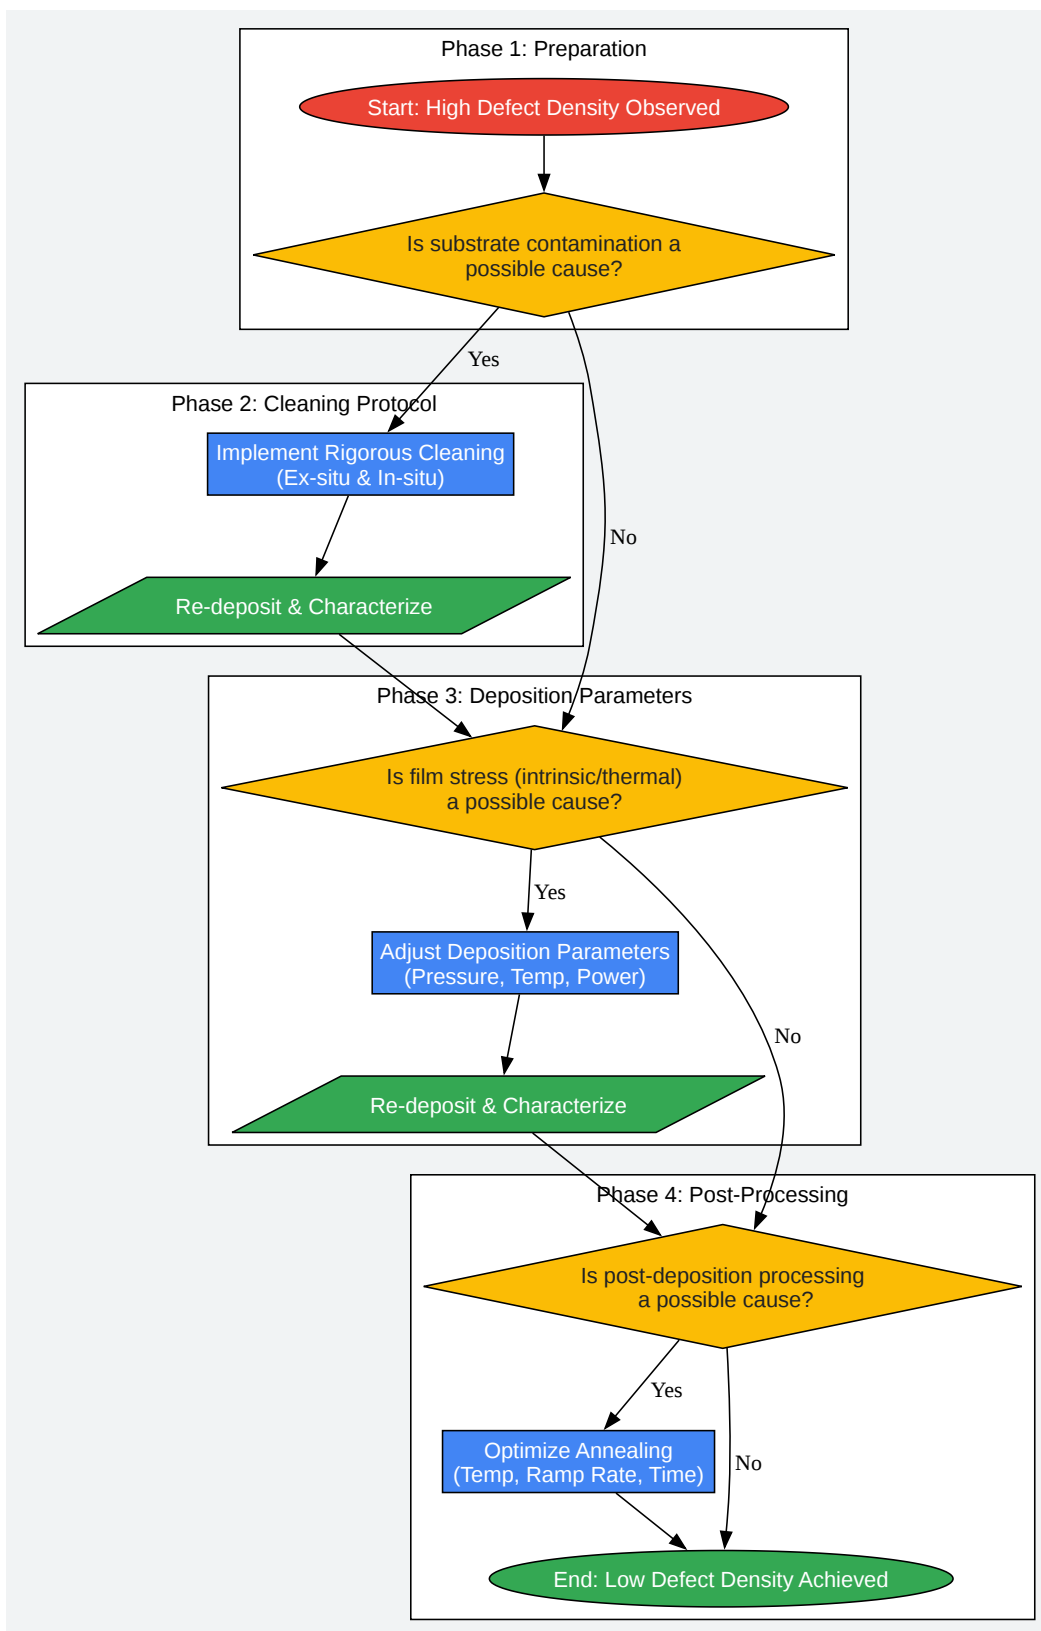 Phase 1: Preparation
Start: High Defect Density Observed
Is substrate contamination a
possible cause?
Yes
Phase 2: Cleaning Protocol
Implement Rigorous Cleaning
(Ex-situ & In-situ)
No
Re-deposit & Characterize
Phase 3: Deposition Parameters
Is film stress (intrinsic/thermal)
a possible cause?
Yes
Adjust Deposition Parameters
(Pressure, Temp, Power)
No
Re-deposit & Characterize
Phase 4: Post-Processing
Is post-deposition processing
a possible cause?
Yes
Optimize Annealing
(Temp, Ramp Rate, Time)
No
End: Low Defect Density Achieved